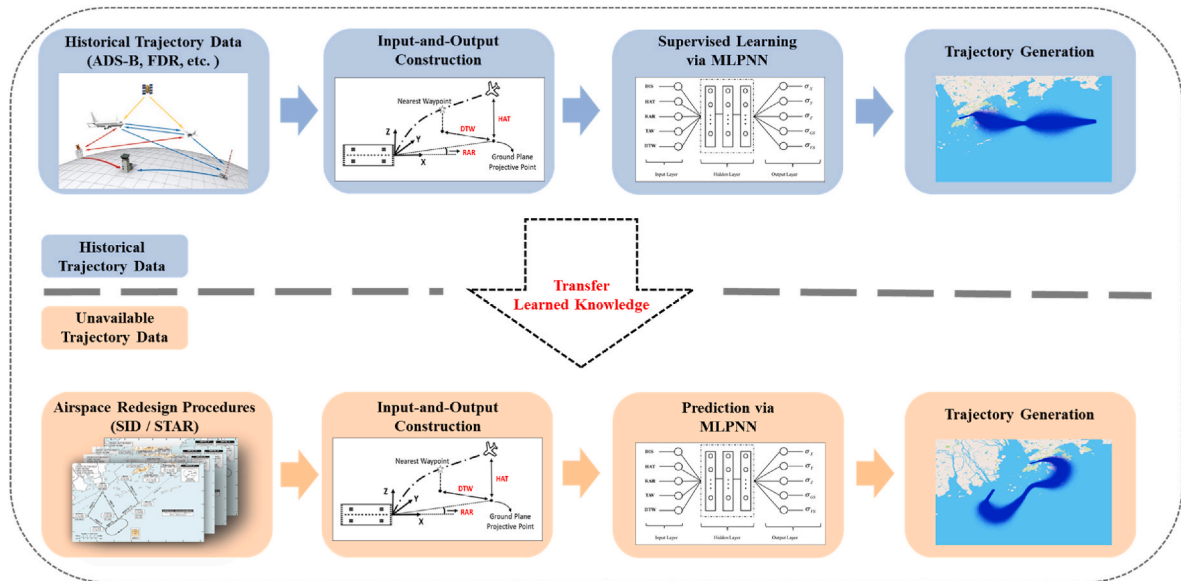 Historical Trajectory Data
(ADS-B, FDR, etc. )
Input-and-Output
Construction
Nearest Waypoint
HAT
DTW
Z
Y
X
RAR
Ground Plane
Projective Point
Supervised Learning
via MLPNN
DIS
HAT
RAR
TAV
DTW
Input Layer
Hidden Layer
Output Layer
Trajectory Generation
Historical
Trajectory Data
Transfer
Learned Knowledge
Unavailable
Trajectory Data
Airspace Redesign Procedures
(SID / STAR)
Input-and-Output
Construction
Nearest Waypoint
HAT
DTW
Z
Y
X
RAR
Ground Plane
Projective Point
Prediction via
MLPNN
DIS
HAT
RAR
TAV
DTW
Input Layer
Hidden Layer
Output Layer
Trajectory Generation